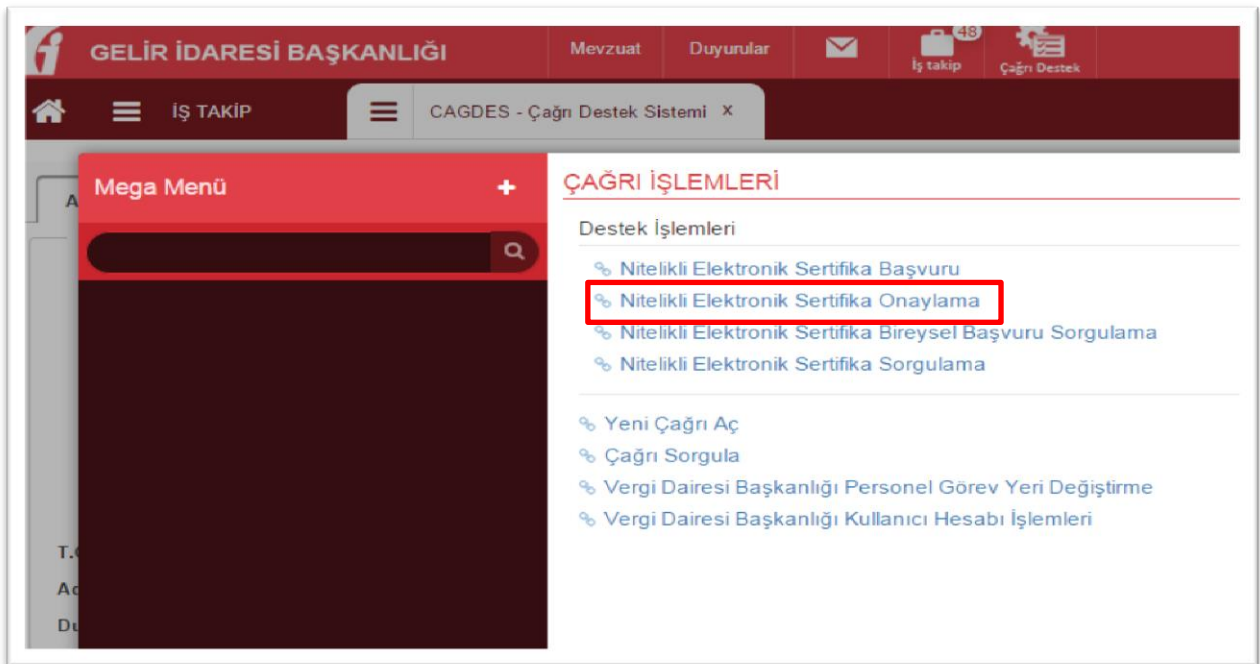 GELİR İDARESİ BAŞKANLIĞI Mevzuat Duyurular İş takip 48 Çağrı Destek
İŞ TAKİP CAGDES - Çağrı Destek Sistemi x
Mega Menü +
ÇAĞRI İŞLEMLERİ
Destek İşlemleri
Nitelikli Elektronik Sertifika Başvuru
Nitelikli Elektronik Sertifika Onaylama
Nitelikli Elektronik Sertifika Bireysel Başvuru Sorgulama
Nitelikli Elektronik Sertifika Sorgulama
Yeni Çağrı Aç
Çağrı Sorgula
Vergi Dairesi Başkanlığı Personel Görev Yeri Değiştirme
Vergi Dairesi Başkanlığı Kullanıcı Hesabı İşlemleri